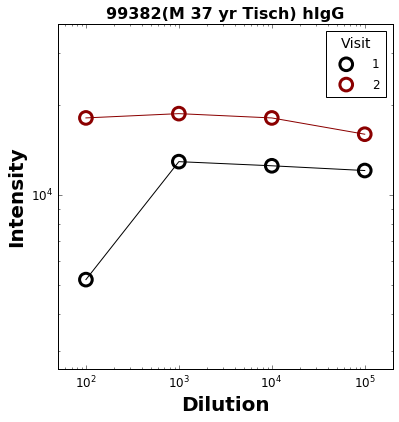 99382(M 37 yr Tisch) hIgG
Visit
1
2
Intensity
10⁴
10² 10³ 10⁴ 10⁵
Dilution